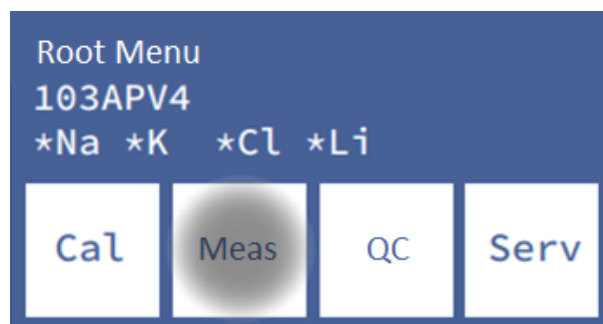 Root Menu
103APV4
*Na *K *Cl *Li
Cal Meas QC Serv